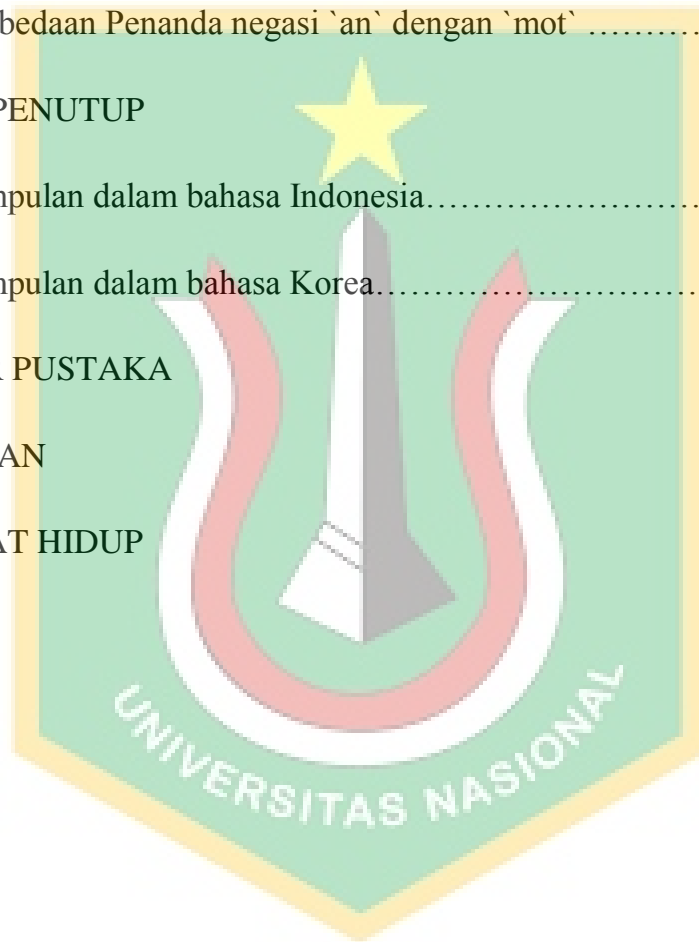 bedaan Penanda negasi `an` dengan `mot` ...........
PENUTUP
npulan dalam bahasa Indonesia..........................
npulan dalam bahasa Korea................................
PUSTAKA
AN
AT HIDUP
UNIVERSITAS NASIONAL